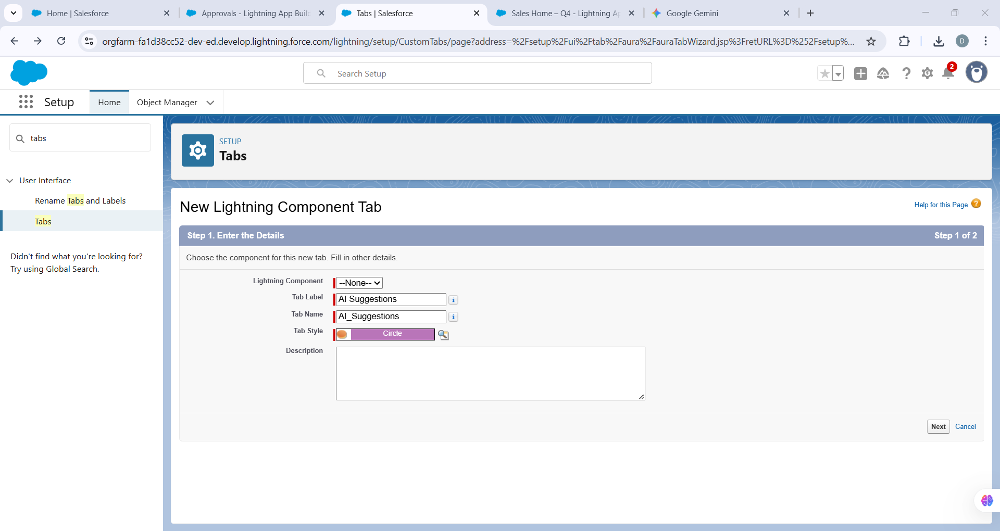 Home | Salesforce
Approvals - Lightning App Builc
Tabs | Salesforce
Sales Home – Q4 - Lightning Ap
Google Gemini
orgfarm-fa1d38cc52-dev-ed.develop.lightning.force.com/lightning/setup/CustomTabs/page?address=%2Fsetup%2Fui%2Ftab%2Faura%2FauraTabWizard.jsp%3FretURL%3D%252Fsetup%...
D
Search Setup
2
Setup
Home
Object Manager
tabs
User Interface
Rename Tabs and Labels
Tabs
Didn't find what you're looking for?
Try using Global Search.
SETUP
Tabs
New Lightning Component Tab
Help for this Page
Step 1. Enter the Details
Step 1 of 2
Choose the component for this new tab. Fill in other details.
Lightning Component
--None--
Tab Label
AI Suggestions
Tab Name
AI_Suggestions
Tab Style
Circle
Description
Next
Cancel